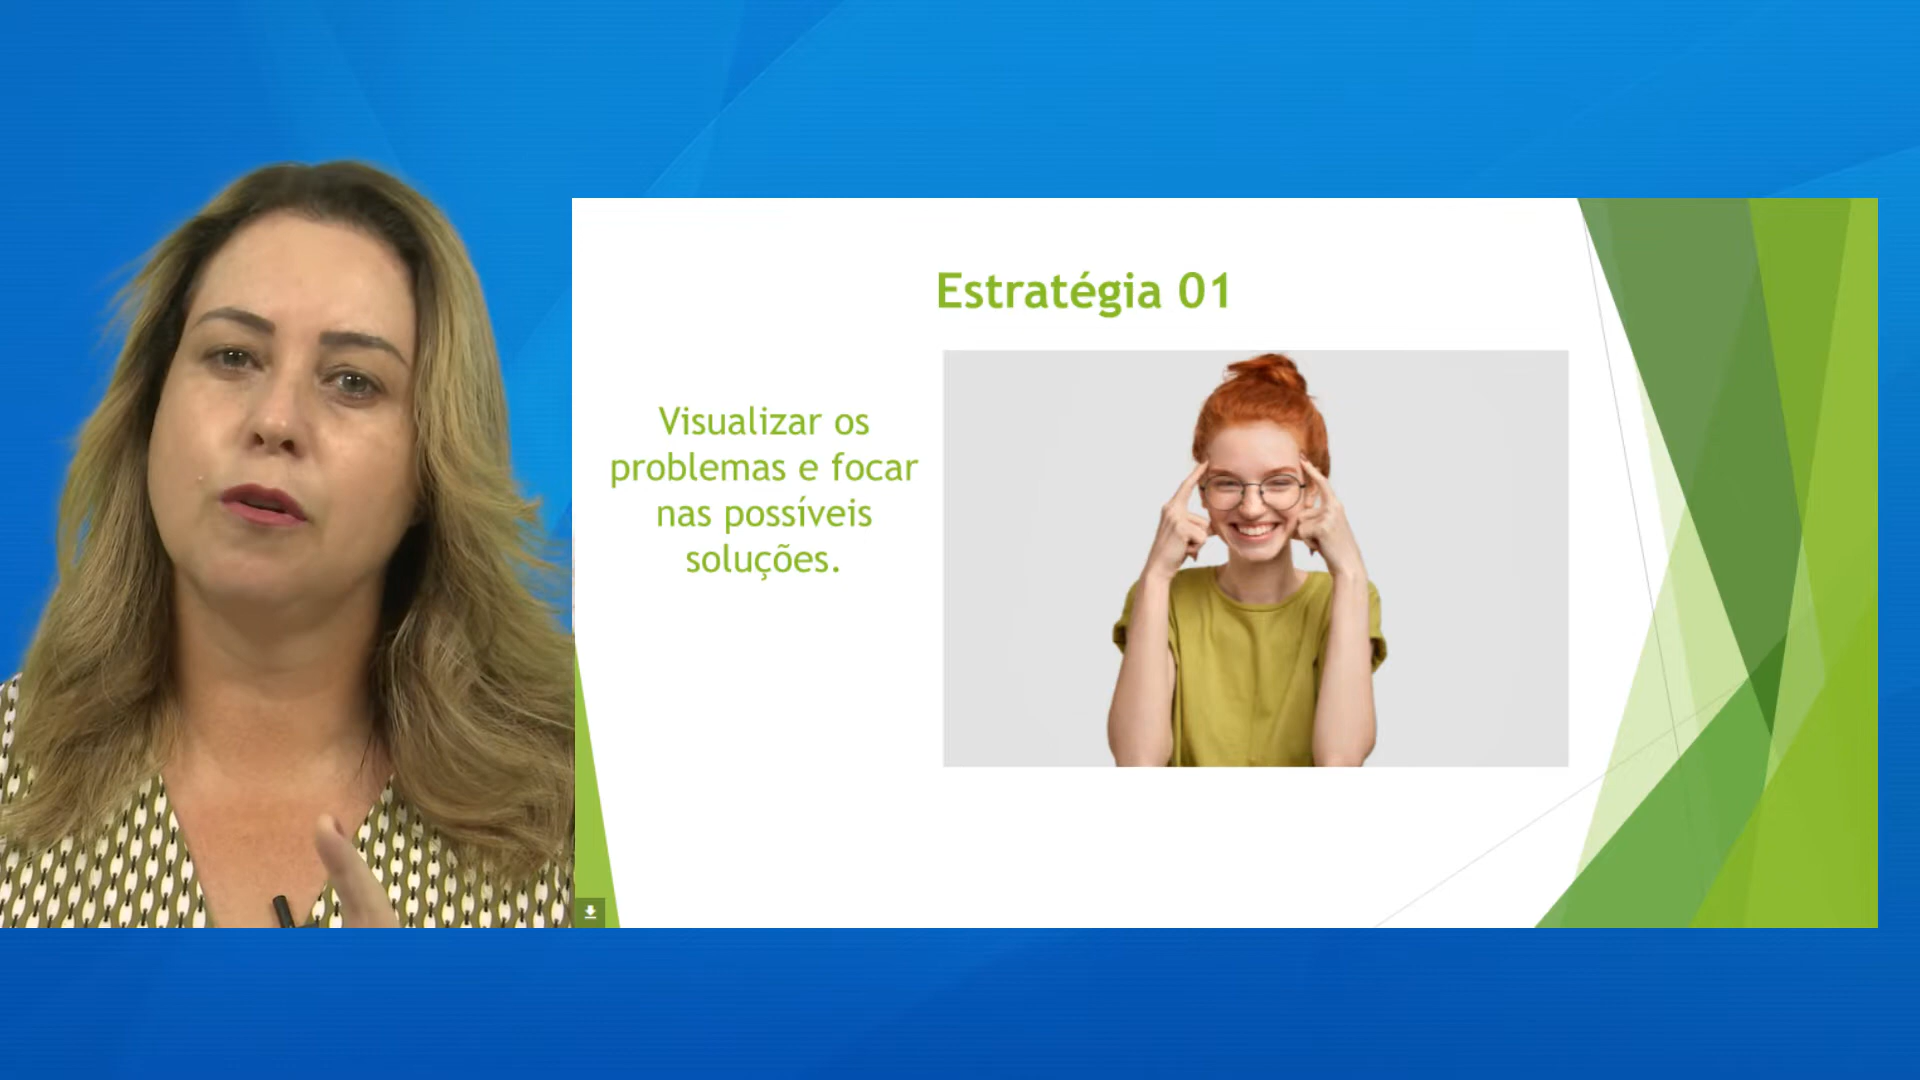 Estratégia 01
Visualizar os
problemas e focar
nas possíveis
soluções.